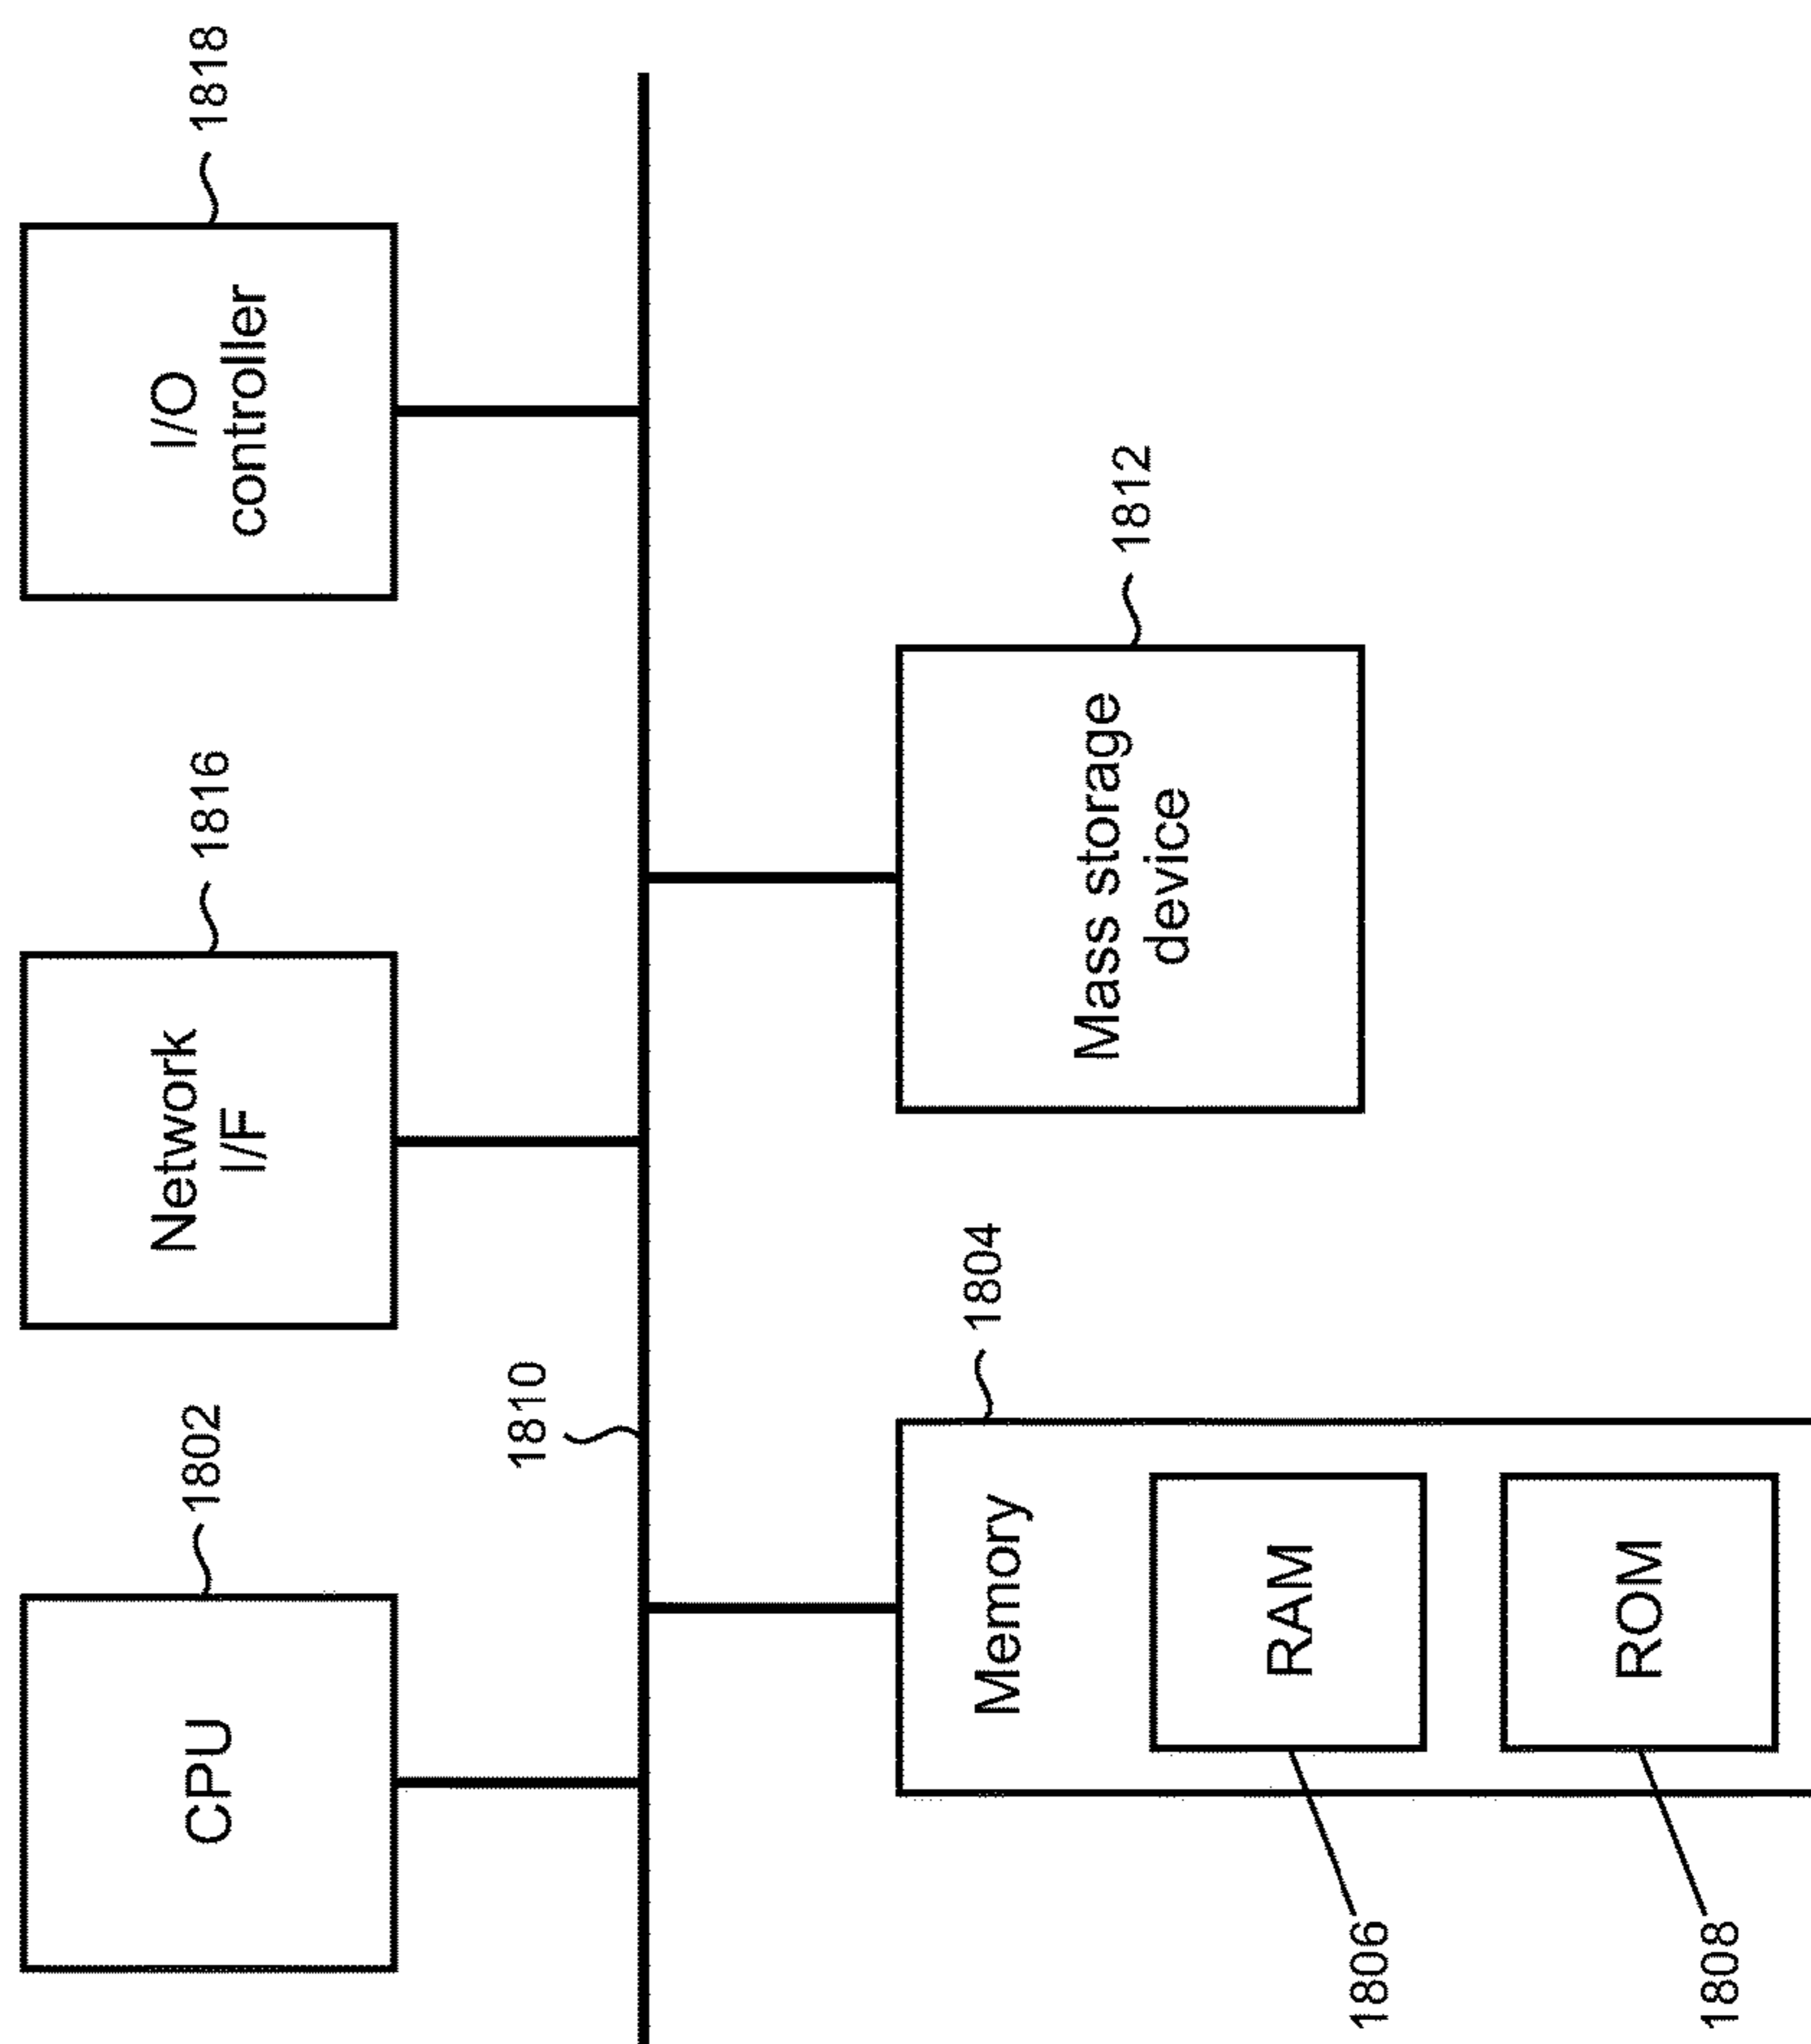 1802
CPU
1816
Network
I/F
1818
I/O
controller
1810
1804
Memory
RAM
ROM
1806
1808
1812
Mass storage
device